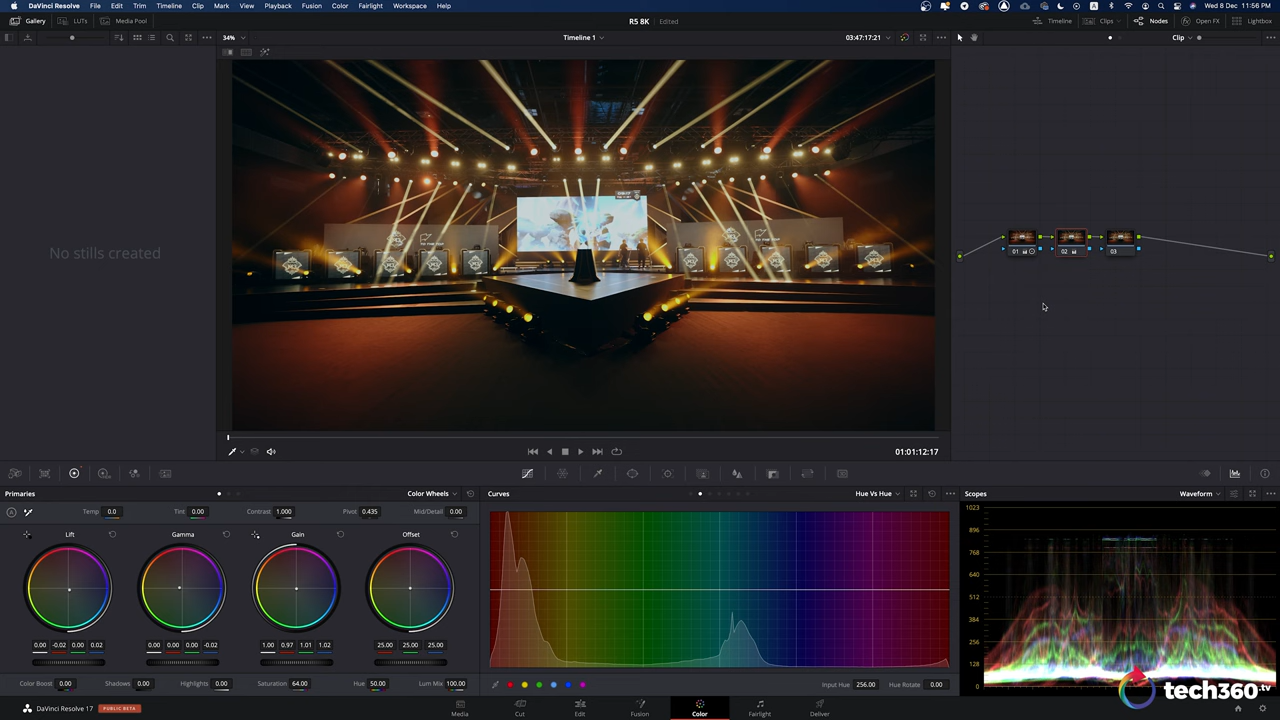 DaVinci Resolve File Edit Trim Timeline Clip Mark View Playback Fusion Color Fairlight Workspace Help Wed 8 Dec 11:56 PM
Gallery LUTs Media Pool R5 8K Edited Timeline Clips Nodes Open FX Lightbox
34% Timeline 1 03:47:17:21 Clip
No stills created
01 02 03
01:01:12:17
Primaries Color Wheels Curves Hue Vs Hue Scopes Waveform
Temp 0.0 Tint 0.00 Contrast 1.000 Pivot 0.435 Mid/Detail 0.00
Lift Gamma Gain Offset
0.00 -0.02 0.00 0.02 0.00 0.00 0.00 -0.02 1.00 0.97 1.01 1.02 25.00 25.00 25.00
Color Boost 0.00 Shadows 0.00 Highlights 0.00 Saturation 64.00 Hue 50.00 Lum Mix 100.00 Input Hue 256.00 Hue Rotate 0.00
1023
896
768
640
512
384
256
128
0
tech360.tv
DaVinci Resolve 17 PUBLIC BETA Media Cut Edit Fusion Color Fairlight Deliver